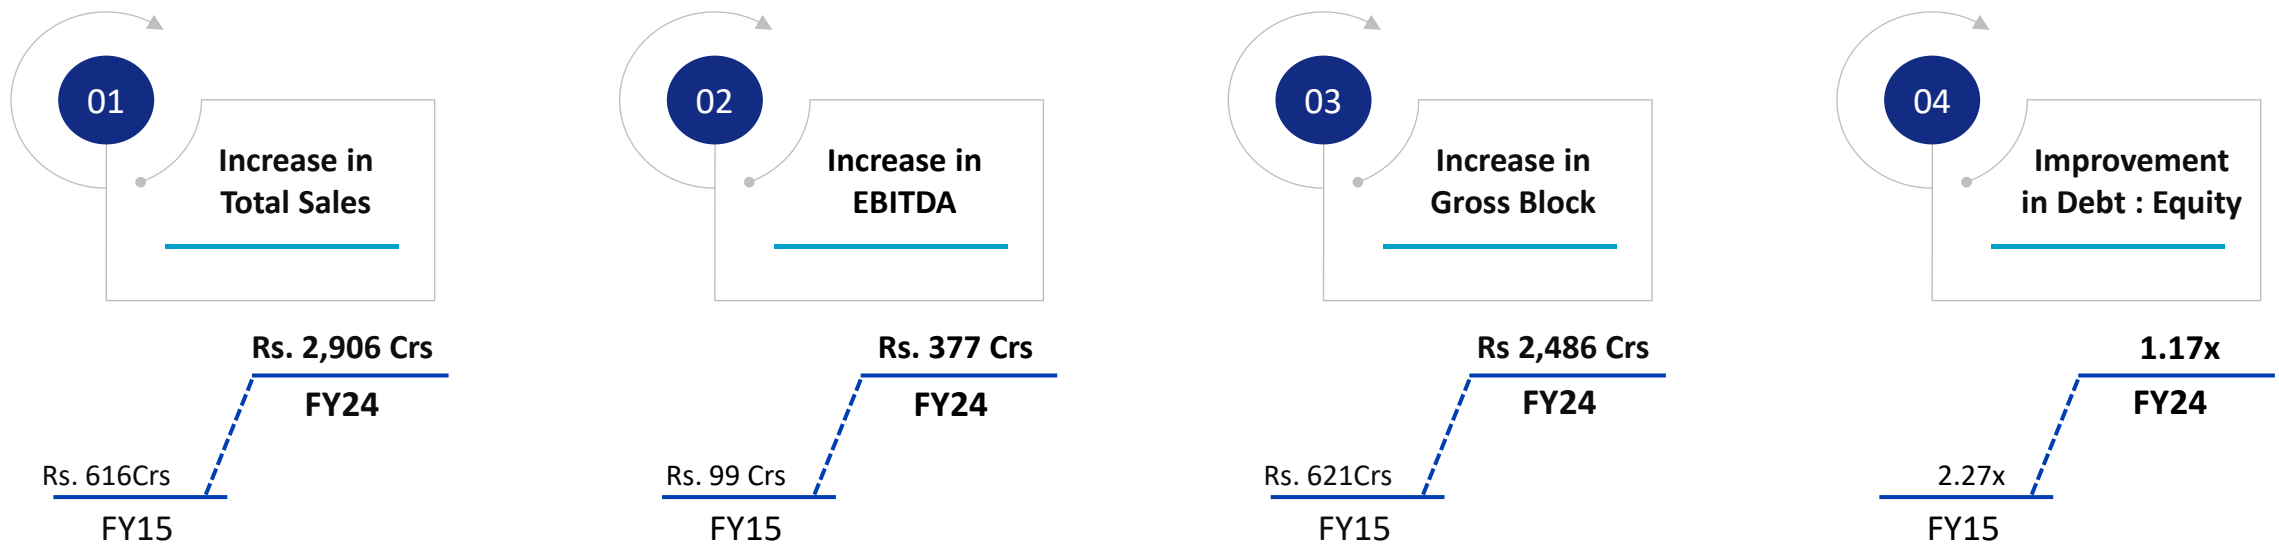 01
Increase in
Total Sales
Rs. 2,906 Crs
FY24
Rs. 616Crs
FY15
02
Increase in
EBITDA
Rs. 377 Crs
FY24
Rs. 99 Crs
FY15
03
Increase in
Gross Block
Rs 2,486 Crs
FY24
Rs. 621Crs
FY15
04
Improvement
in Debt : Equity
1.17x
FY24
2.27x
FY15